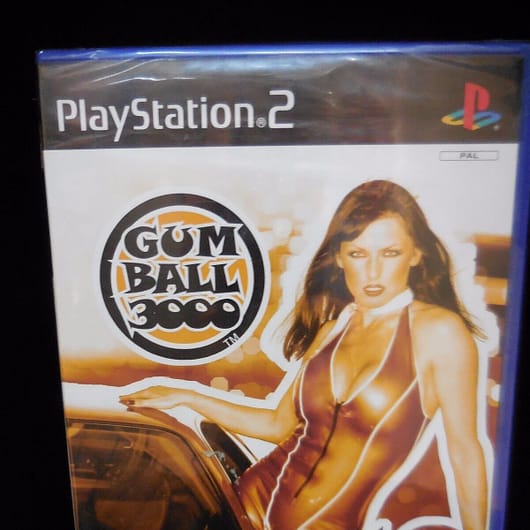 PlayStation®2
PAL
GUM
BALL
3000
TM